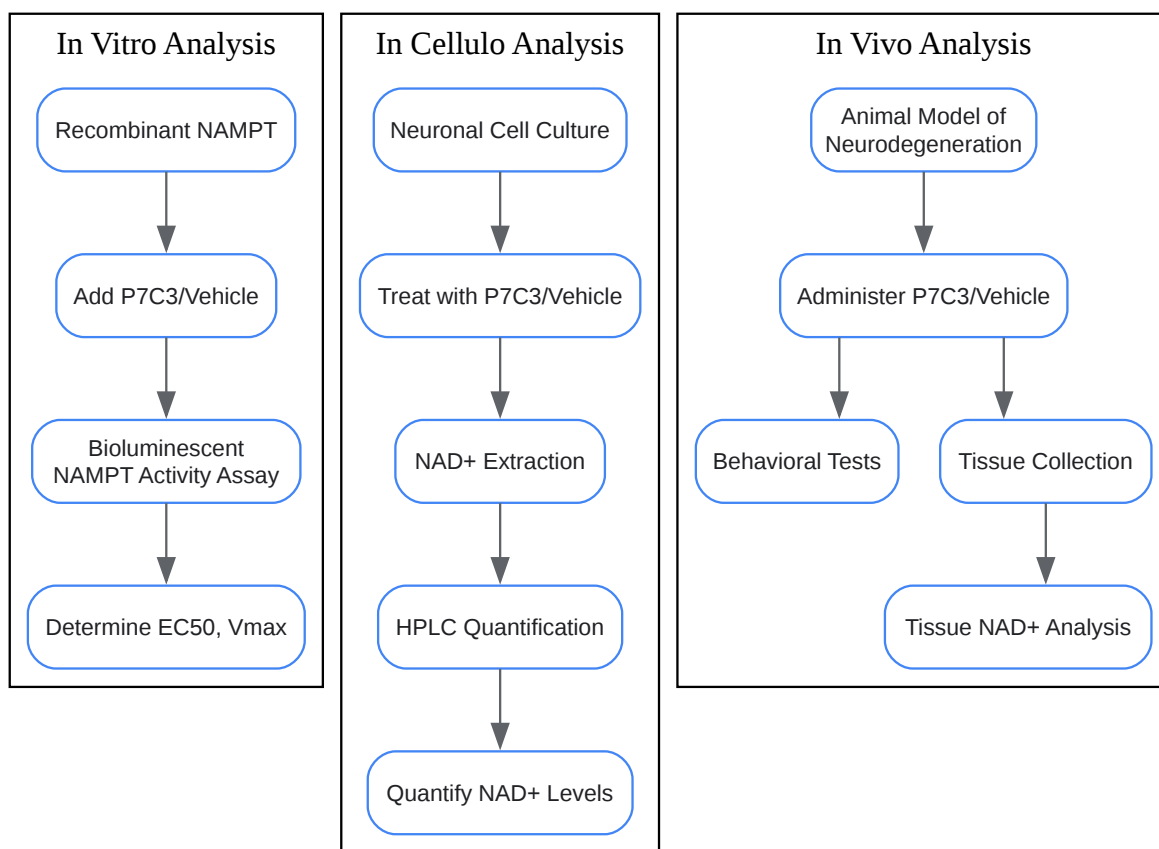 In Vitro Analysis
Recombinant NAMPT
Add P7C3/Vehicle
Bioluminescent
NAMPT Activity Assay
Determine EC50, Vmax
In Cellulo Analysis
Neuronal Cell Culture
Treat with P7C3/Vehicle
NAD+ Extraction
HPLC Quantification
Quantify NAD+ Levels
In Vivo Analysis
Animal Model of
Neurodegeneration
Administer P7C3/Vehicle
Behavioral Tests
Tissue Collection
Tissue NAD+ Analysis